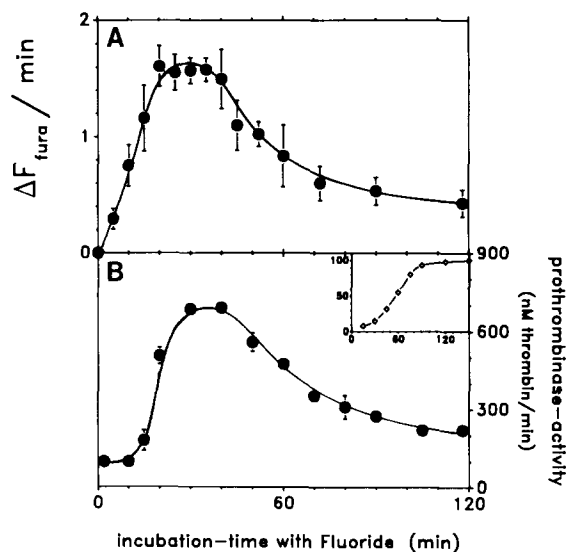 A
2
1
0
ΔF fura / min
B
100
50
0
0 60 120
900
600
300
0
prothrombinase-activity
(nM thrombin/min)
0 60 120
incubation-time with Fluoride (min)